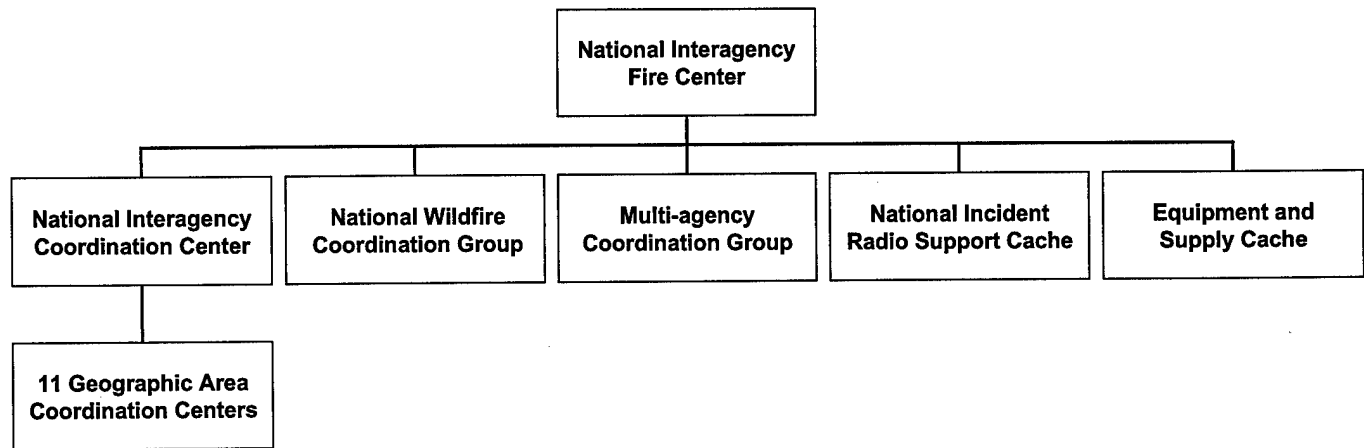 National Interagency
Fire Center
National Interagency
Coordination Center
National Wildfire
Coordination Group
Multi-agency
Coordination Group
National Incident
Radio Support Cache
Equipment and
Supply Cache
11 Geographic Area
Coordination Centers